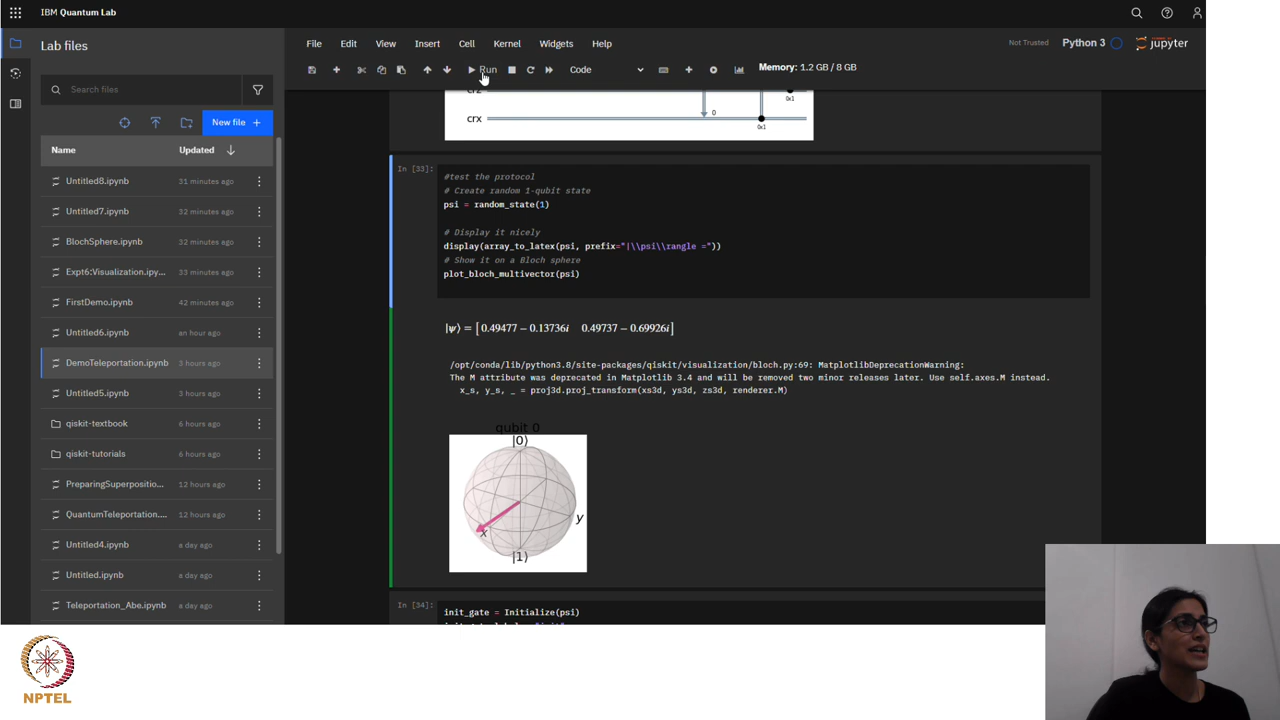 IBM Quantum Lab
Lab files
File Edit View Insert Cell Kernel Widgets Help
Not Trusted
Python 3
jupyter
Run
Code
Memory: 1.2 GB / 8 GB
Search files
New file +
Name Updated
Untitled8.ipynb 31 minutes ago
Untitled7.ipynb 32 minutes ago
BlochSphere.ipynb 32 minutes ago
Expt6:Visualization.ipy... 33 minutes ago
FirstDemo.ipynb 42 minutes ago
Untitled6.ipynb an hour ago
DemoTeleportation.ipynb 3 hours ago
Untitled5.ipynb 3 hours ago
qiskit-textbook 6 hours ago
qiskit-tutorials 6 hours ago
PreparingSuperpositio... 12 hours ago
QuantumTeleportation.... 12 hours ago
Untitled4.ipynb a day ago
Untitled.ipynb a day ago
Teleportation_Abe.ipynb a day ago
crz
0x1
crx
0
0x1
In [33]:
#test the protocol
# Create random 1-qubit state
psi = random_state(1)
# Display it nicely
display(array_to_latex(psi, prefix="|\\psi\\rangle ="))
# Show it on a Bloch sphere
plot_bloch_multivector(psi)
|ψ⟩ = [0.49477 − 0.13736i 0.49737 − 0.69926i]
/opt/conda/lib/python3.8/site-packages/qiskit/visualization/bloch.py:69: MatplotlibDeprecationWarning:
The M attribute was deprecated in Matplotlib 3.4 and will be removed two minor releases later. Use self.axes.M instead.
x_s, y_s, _ = proj3d.proj_transform(xs3d, ys3d, zs3d, renderer.M)
qubit 0
|0⟩
y
x
|1⟩
In [34]:
init_gate = Initialize(psi)
NPTEL